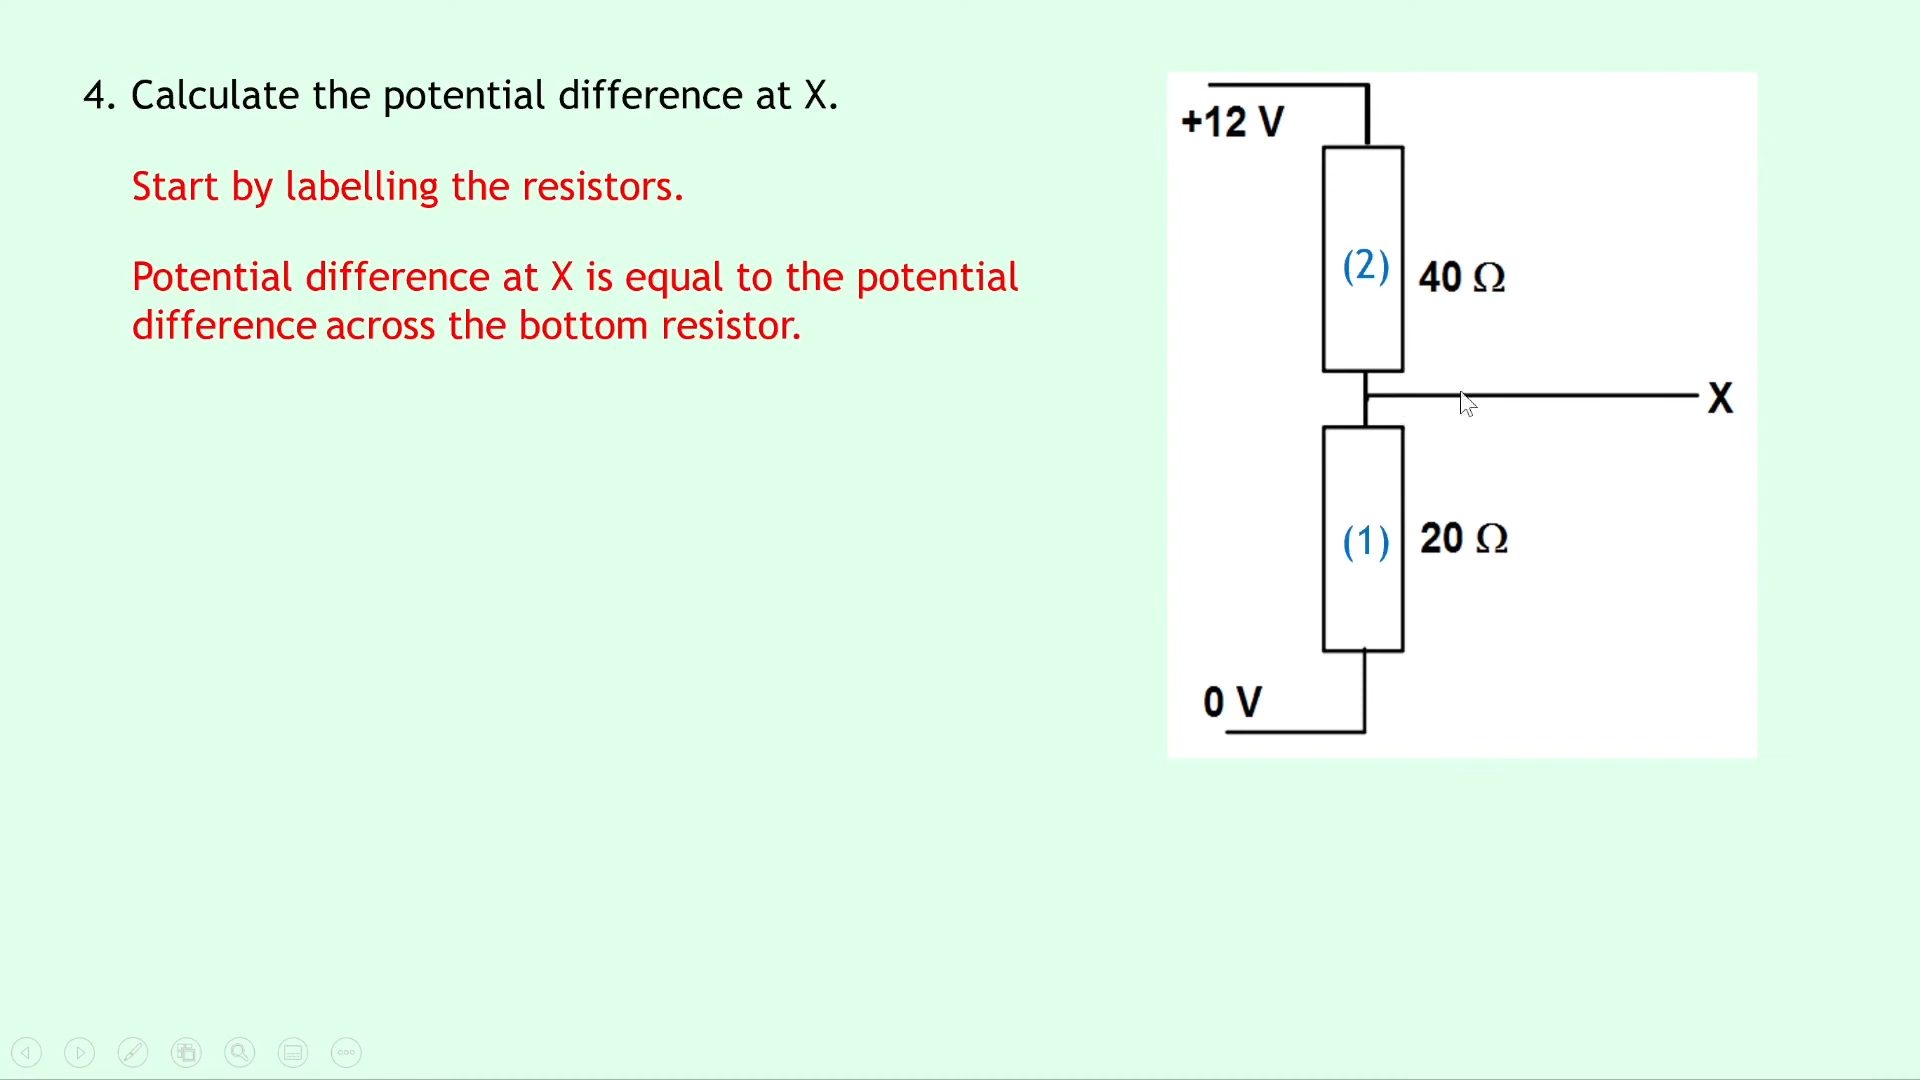 4. Calculate the potential difference at X.
Start by labelling the resistors.
Potential difference at X is equal to the potential
difference across the bottom resistor.
+12 V
(2) 40 Ω
X
(1) 20 Ω
0 V